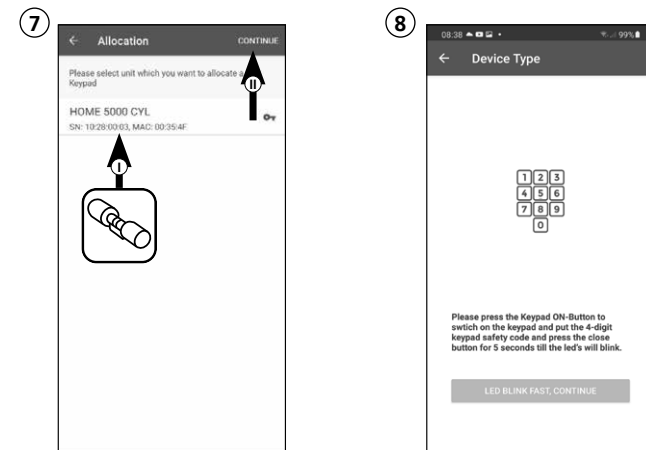 7
← Allocation CONTINUE
Please select unit which you want to allocate a
Keypad
II
HOME 5000 CYL
SN: 10:28:00:03, MAC: 00:35:4F
I
8
08:38 99%
← Device Type
1 2 3
4 5 6
7 8 9
0
Please press the Keypad ON-Button to
swtich on the keypad and put the 4-digit
keypad safety code and press the close
button for 5 seconds till the led's will blink.
LED BLINK FAST, CONTINUE